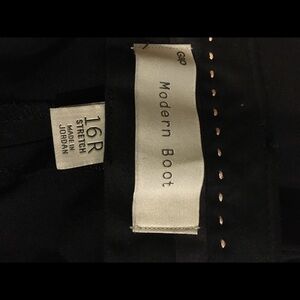 GAP
Modern Boot
16R
STRETCH
MADE IN
JORDAN